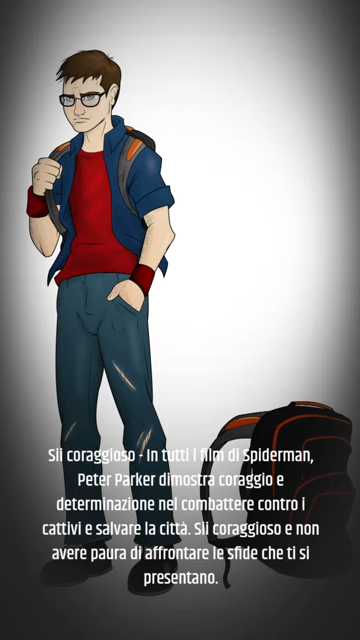 Sii coraggioso - In tutti i film di Spiderman,
Peter Parker dimostra coraggio e
determinazione nel combattere contro i
cattivi e salvare la città. Sii coraggioso e non
avere paura di affrontare le sfide che ti si
presentano.